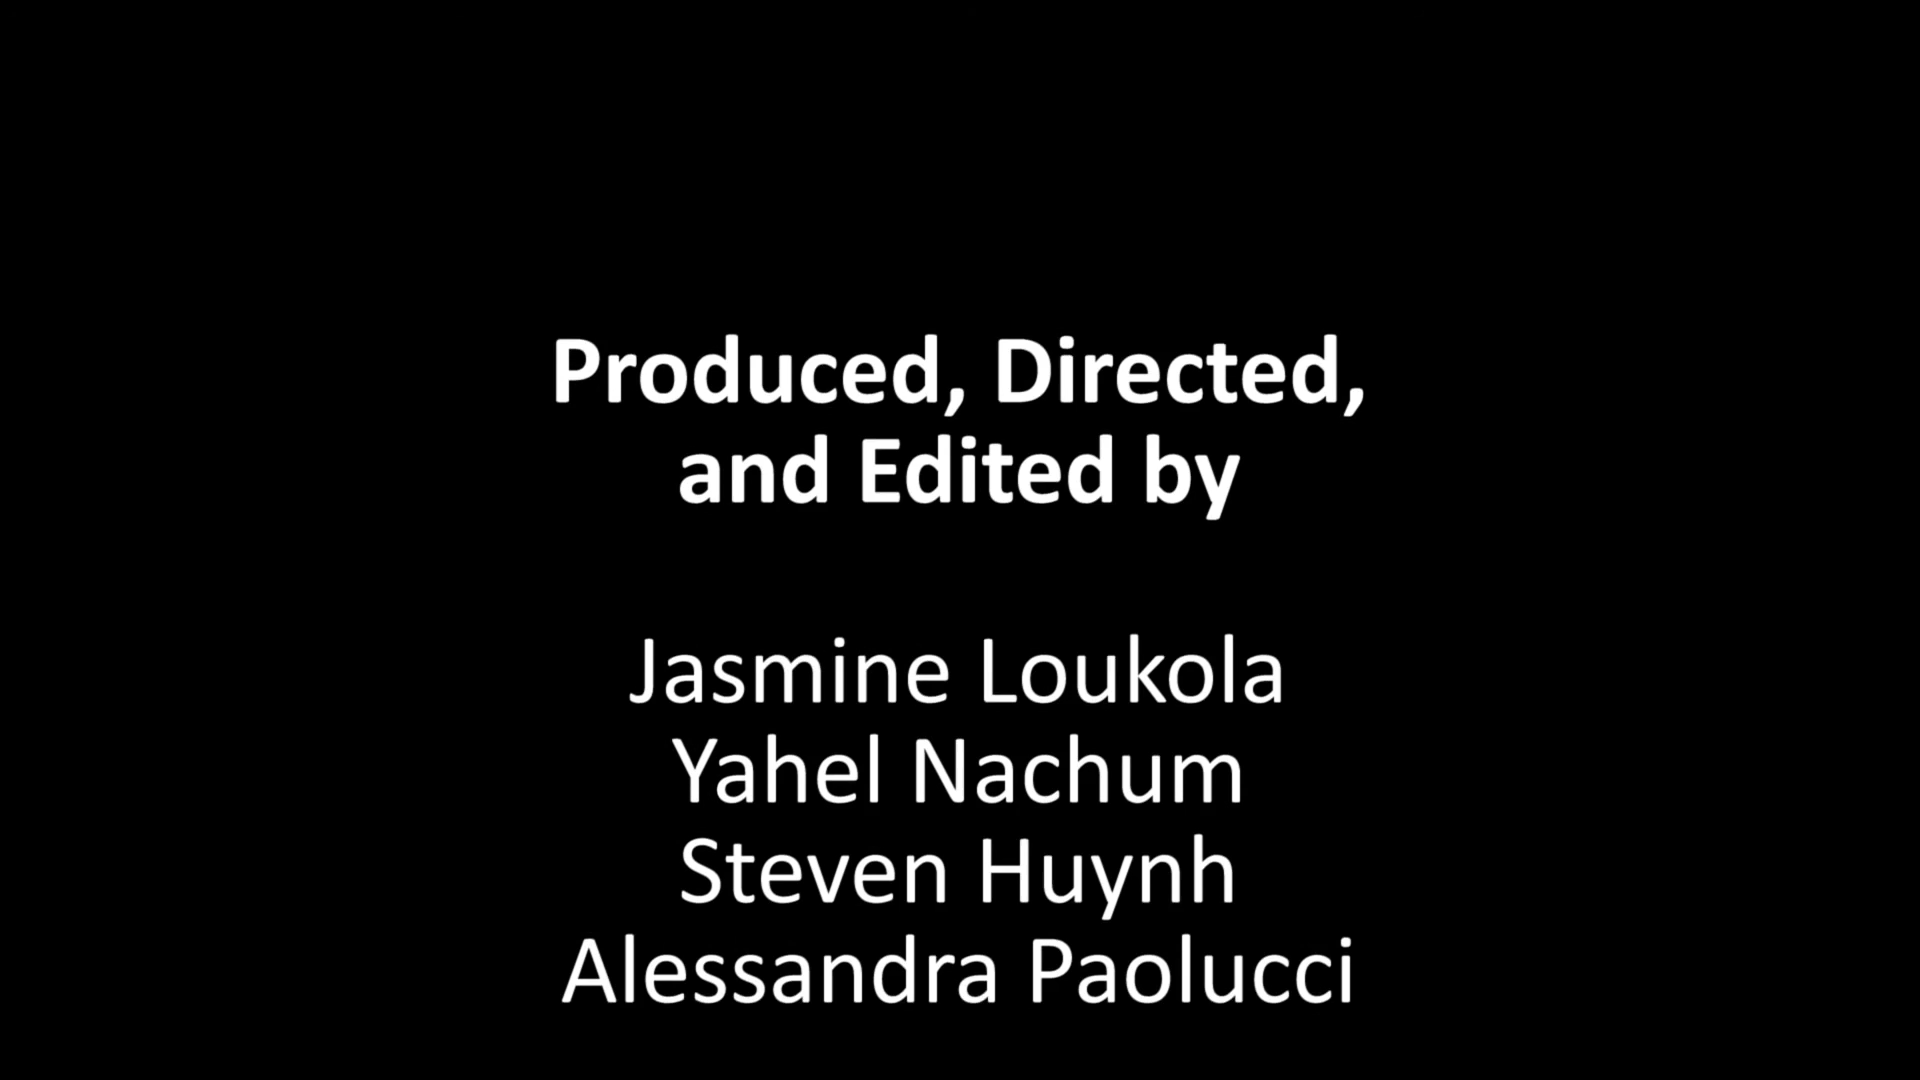 Produced, Directed,
and Edited by
Jasmine Loukola
Yahel Nachum
Steven Huynh
Alessandra Paolucci